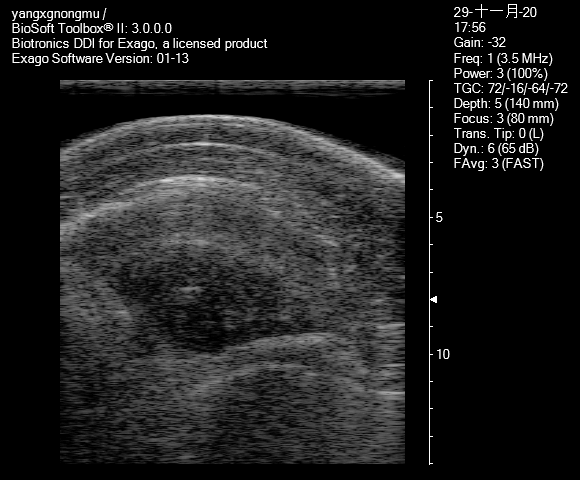 yangxgnongmu /
BioSoft Toolbox® II: 3.0.0.0
Biotronics DDI for Exago, a licensed product
Exago Software Version: 01-13
29-十一月-20
17:56
Gain: -32
Freq: 1 (3.5 MHz)
Power: 3 (100%)
TGC: 72/-16/-64/-72
Depth: 5 (140 mm)
Focus: 3 (80 mm)
Trans. Tip: 0 (L)
Dyn.: 6 (65 dB)
FAvg: 3 (FAST)
5
10